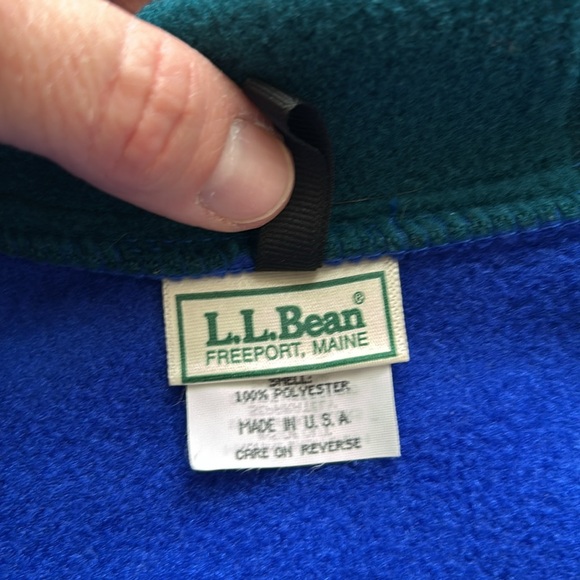 L.L.Bean®
FREEPORT, MAINE
SHELL:
100% POLYESTER
MADE IN U.S.A.
CARE ON REVERSE